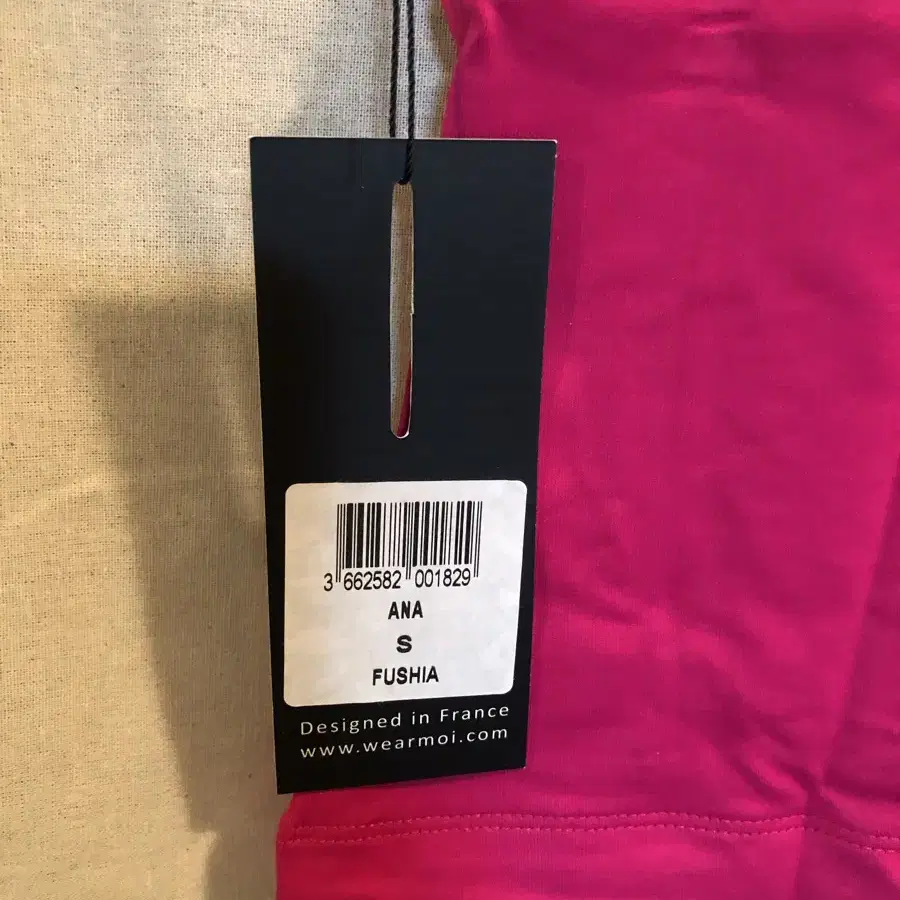 3 662582 001829
ANA
S
FUSHIA
Designed in France
www.wearmoi.com